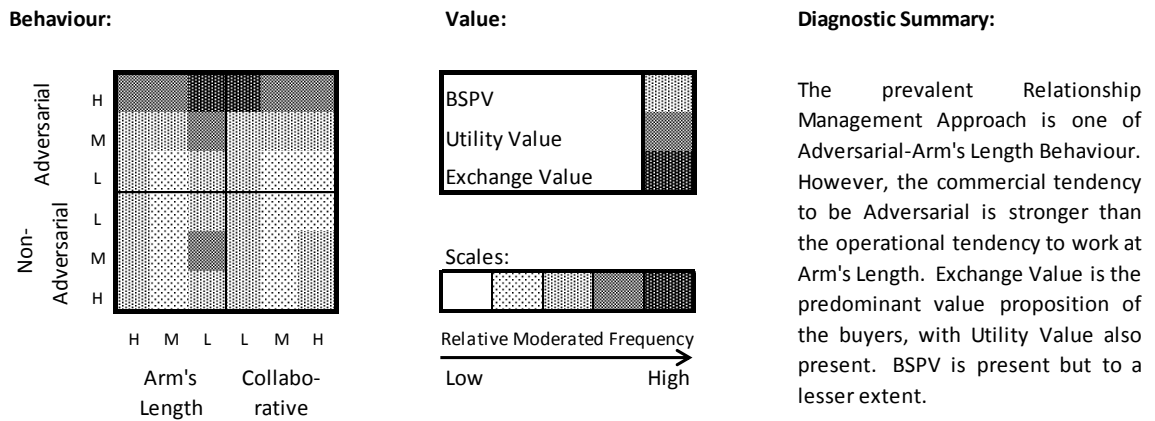 Behaviour:
Value:
Diagnostic Summary:
Adversarial
Non-
Adversarial
H
M
L
L
M
H
H M L L M H
Arm's
Length
Collabo-
rative
BSPV
Utility Value
Exchange Value
Scales:
Relative Moderated Frequency
Low High
The prevalent Relationship
Management Approach is one of
Adversarial-Arm's Length Behaviour.
However, the commercial tendency
to be Adversarial is stronger than
the operational tendency to work at
Arm's Length. Exchange Value is the
predominant value proposition of
the buyers, with Utility Value also
present. BSPV is present but to a
lesser extent.